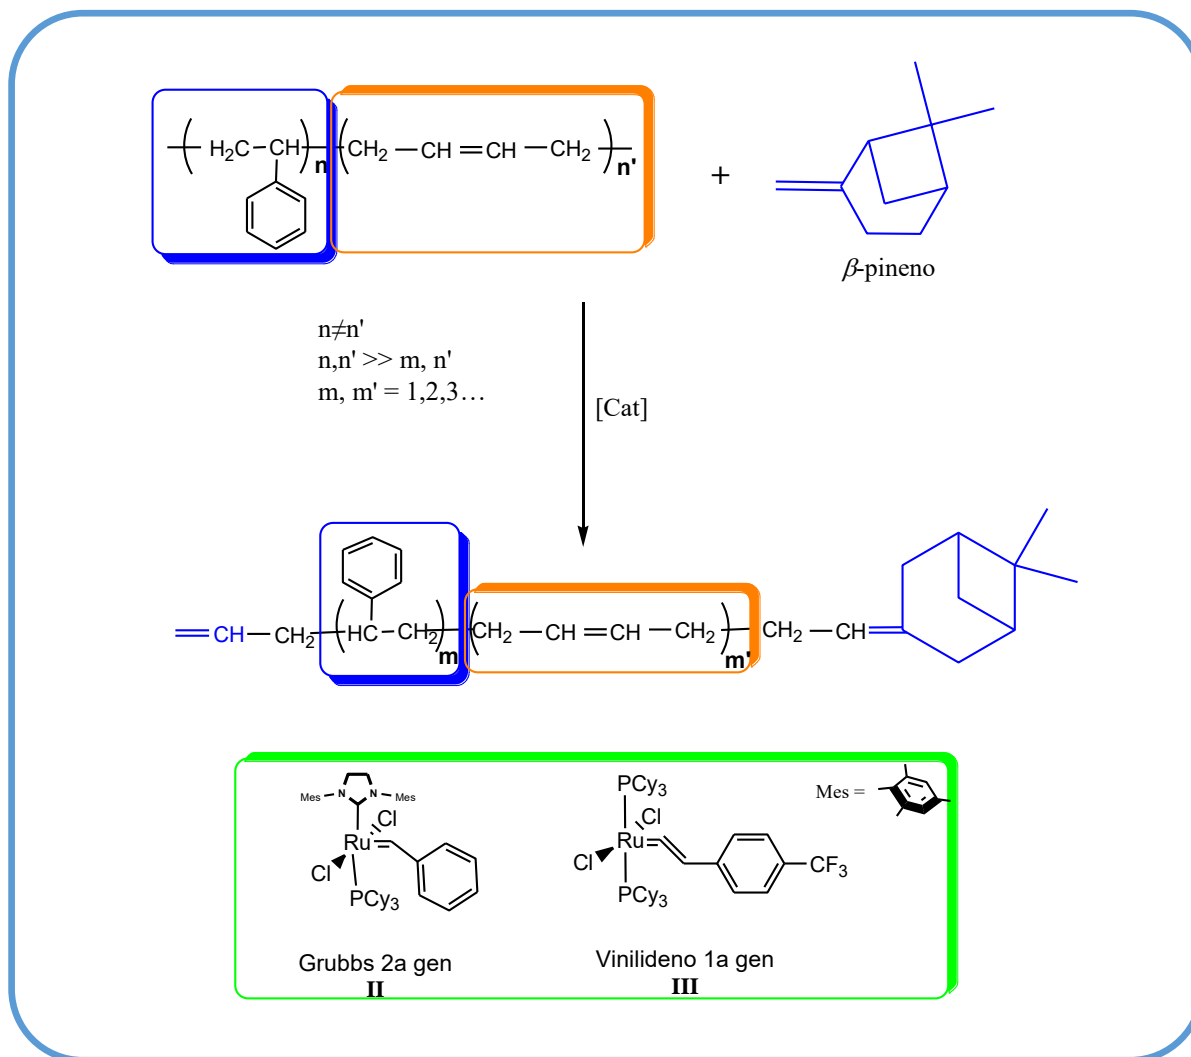 H₂C CH n CH₂ CH CH CH₂ n'
+
β-pineno
n≠n'
n,n' >> m, n'
m, m' = 1,2,3…
[Cat]
CH CH₂ HC CH₂ m CH₂ CH CH CH₂ m' CH₂ CH
Mes N N Mes
Cl
Ru
Cl
PCy₃
Grubbs 2a gen
II
PCy₃
Cl
Ru
Cl
PCy₃
CF₃
Vinilideno 1a gen
III
Mes =